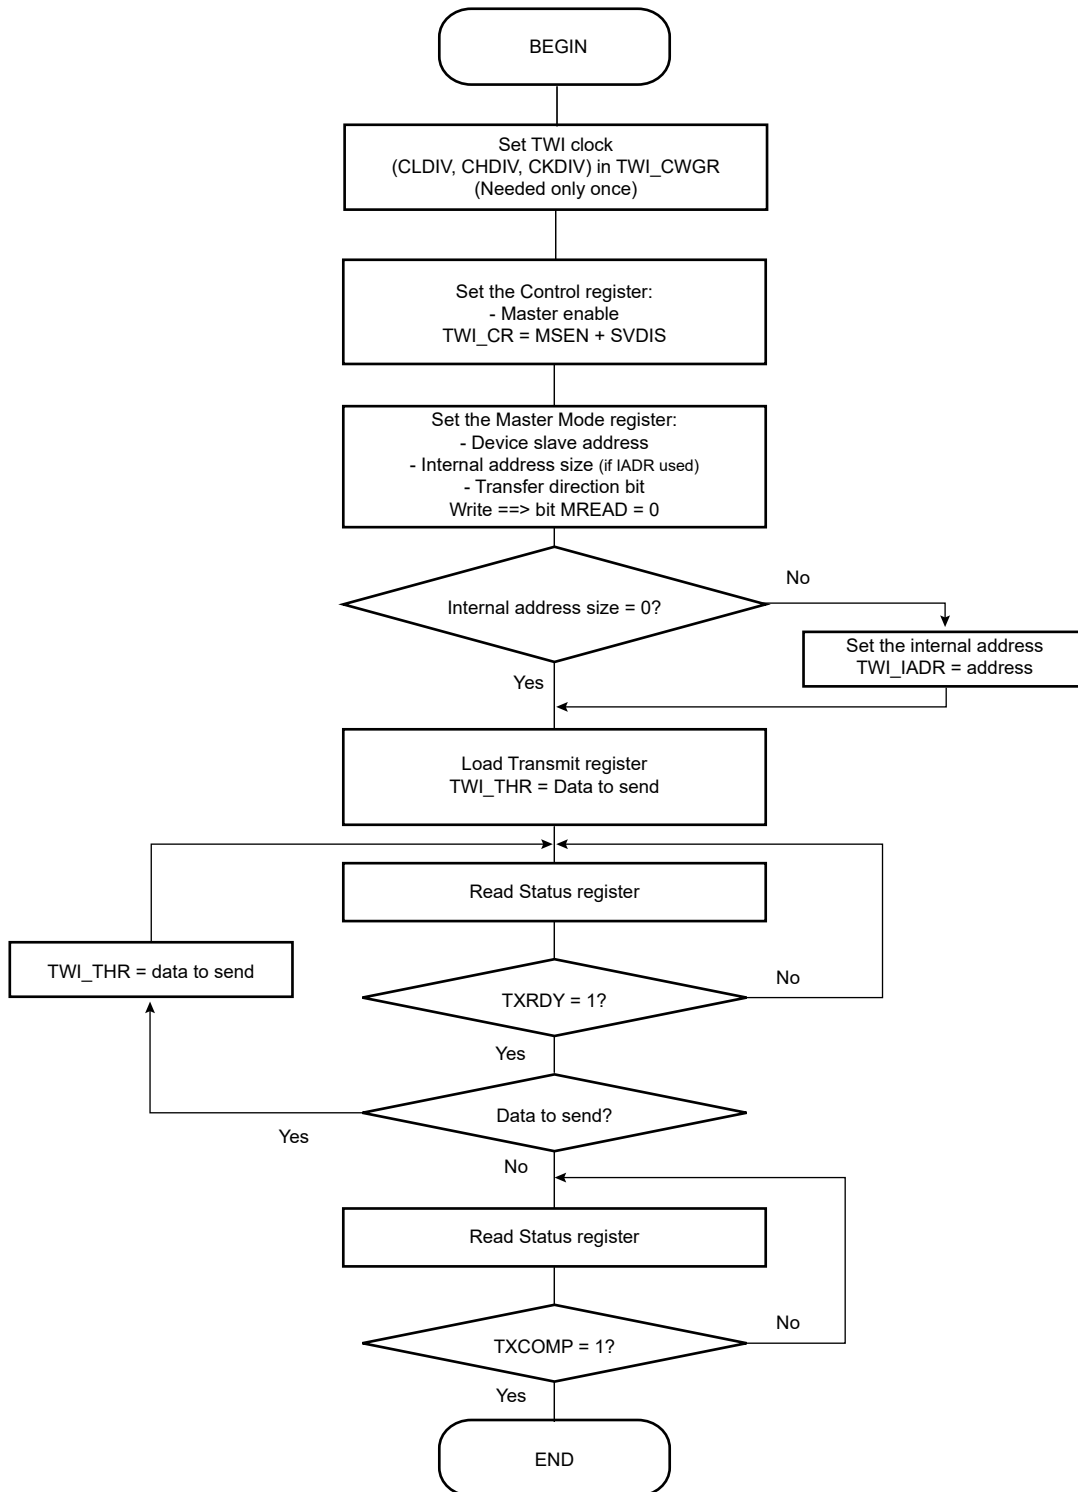 BEGIN
Set TWI clock
(CLDIV, CHDIV, CKDIV) in TWI_CWGR
(Needed only once)
Set the Control register:
- Master enable
TWI_CR = MSEN + SVDIS
Set the Master Mode register:
- Device slave address
- Internal address size (if IADR used)
- Transfer direction bit
Write ==> bit MREAD = 0
Internal address size = 0?
No
Set the internal address
TWI_IADR = address
Yes
Load Transmit register
TWI_THR = Data to send
Read Status register
TWI_THR = data to send
TXRDY = 1?
No
Yes
Data to send?
Yes
No
Read Status register
TXCOMP = 1?
No
Yes
END